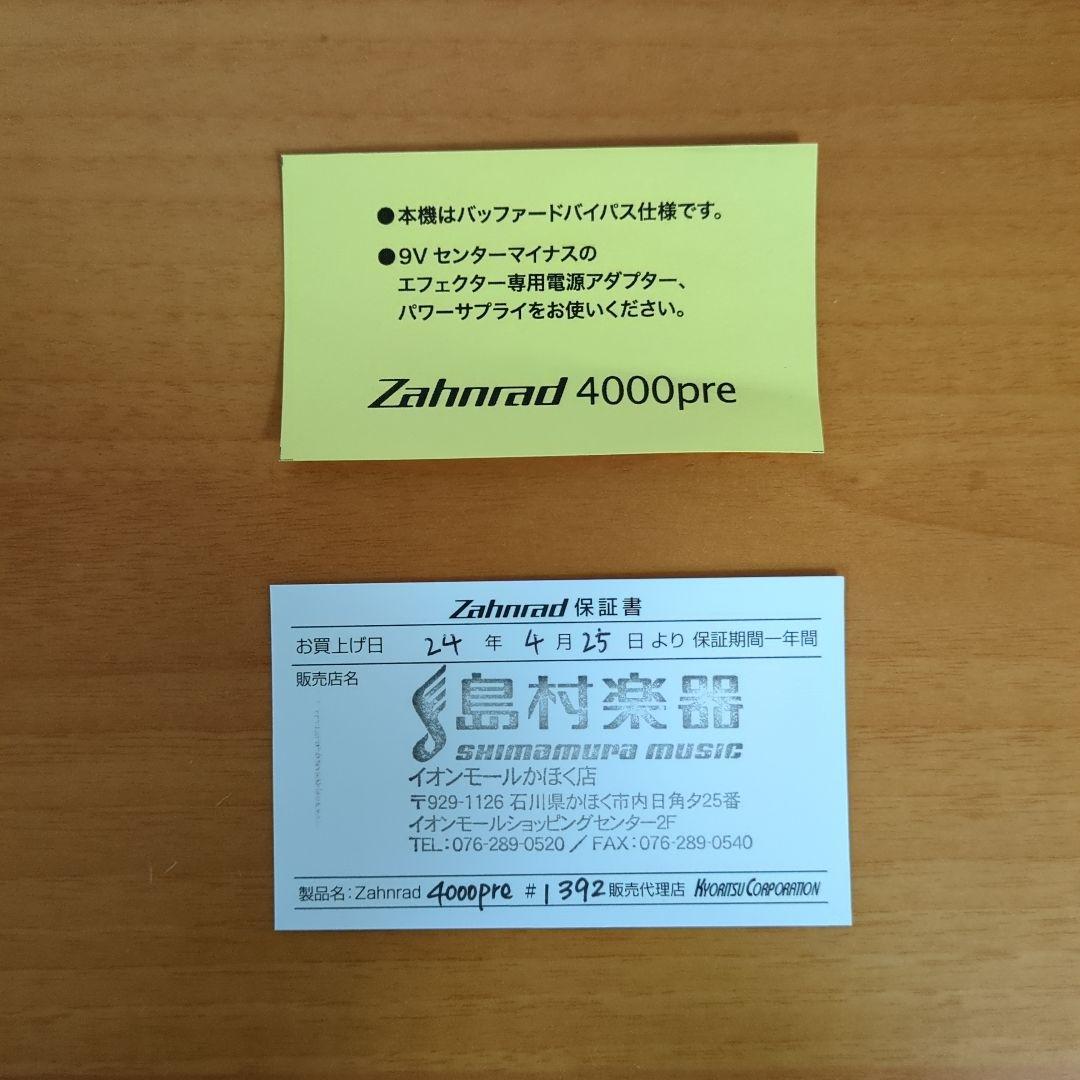 ●本機はバッファードバイパス仕様です。
●9V センターマイナスの
エフェクター専用電源アダプター、
パワーサプライをお使いください。
Zahnrad 4000pre
Zahnrad 保証書
お買上げ日 24 年 4 月 25 日 より 保証期間一年間
販売店名
島村楽器
SHIMAMURA MUSIC
イオンモールかほく店
〒929-1126 石川県かほく市内日角タ25番
イオンモールショッピングセンター2F
TEL:076-289-0520/FAX:076-289-0540
製品名:Zahnrad 4000pre #1392 販売代理店 KYORITSU CORPORATION